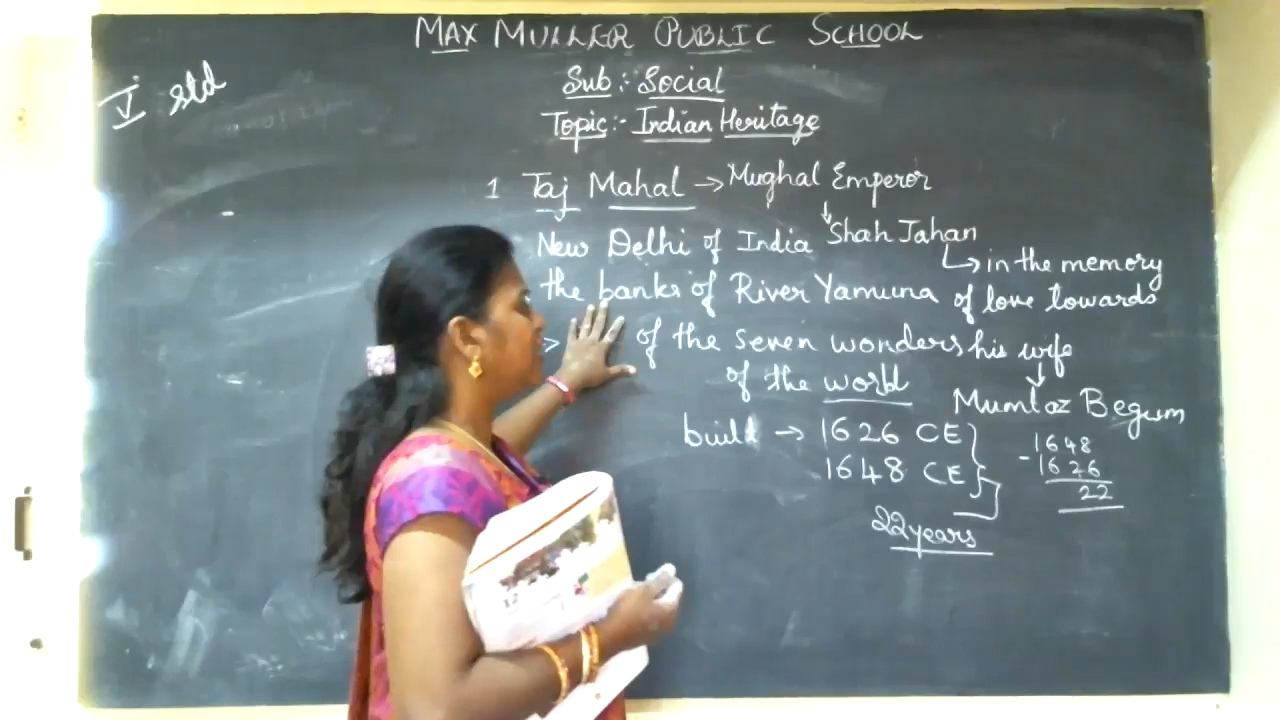 MAX MULLER PUBLIC SCHOOL
V std
Sub :- Social
Topic :- Indian Heritage
1 Taj Mahal → Mughal Emperor
↓ Shah Jahan
New Delhi of India
↳ in the memory of love towards his wife
the banks of River Yamuna
> of the seven wonders
of the world
↓ Mumtaz Begum
built → 1626 CE
1648 CE
22 years
1648
- 1626
22